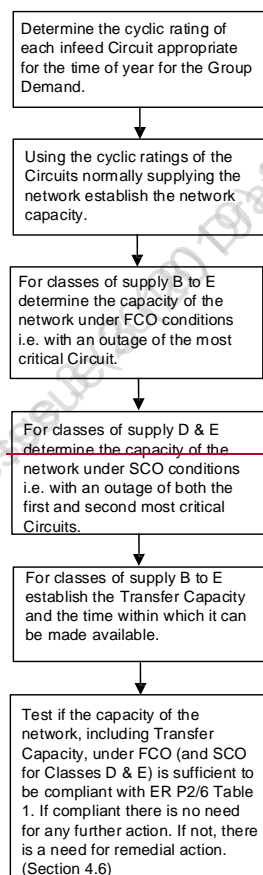 Determine the cyclic rating of
each infeed Circuit appropriate
for the time of year for the Group
Demand.
Using the cyclic ratings of the
Circuits normally supplying the
network establish the network
capacity.
For classes of supply B to E
determine the capacity of the
network under FCO conditions
i.e. with an outage of the most
critical Circuit.
For classes of supply D & E
determine the capacity of the
network under SCO conditions
i.e. with an outage of both the
first and second most critical
Circuits.
For classes of supply B to E
establish the Transfer Capacity
and the time within which it can
be made available.
Test if the capacity of the
network, including Transfer
Capacity, under FCO (and SCO
for Classes D & E) is sufficient to
be compliant with ER P2/6 Table
1. If compliant there is no need
for any further action. If not, there
is a need for remedial action.
(Section 4.6)